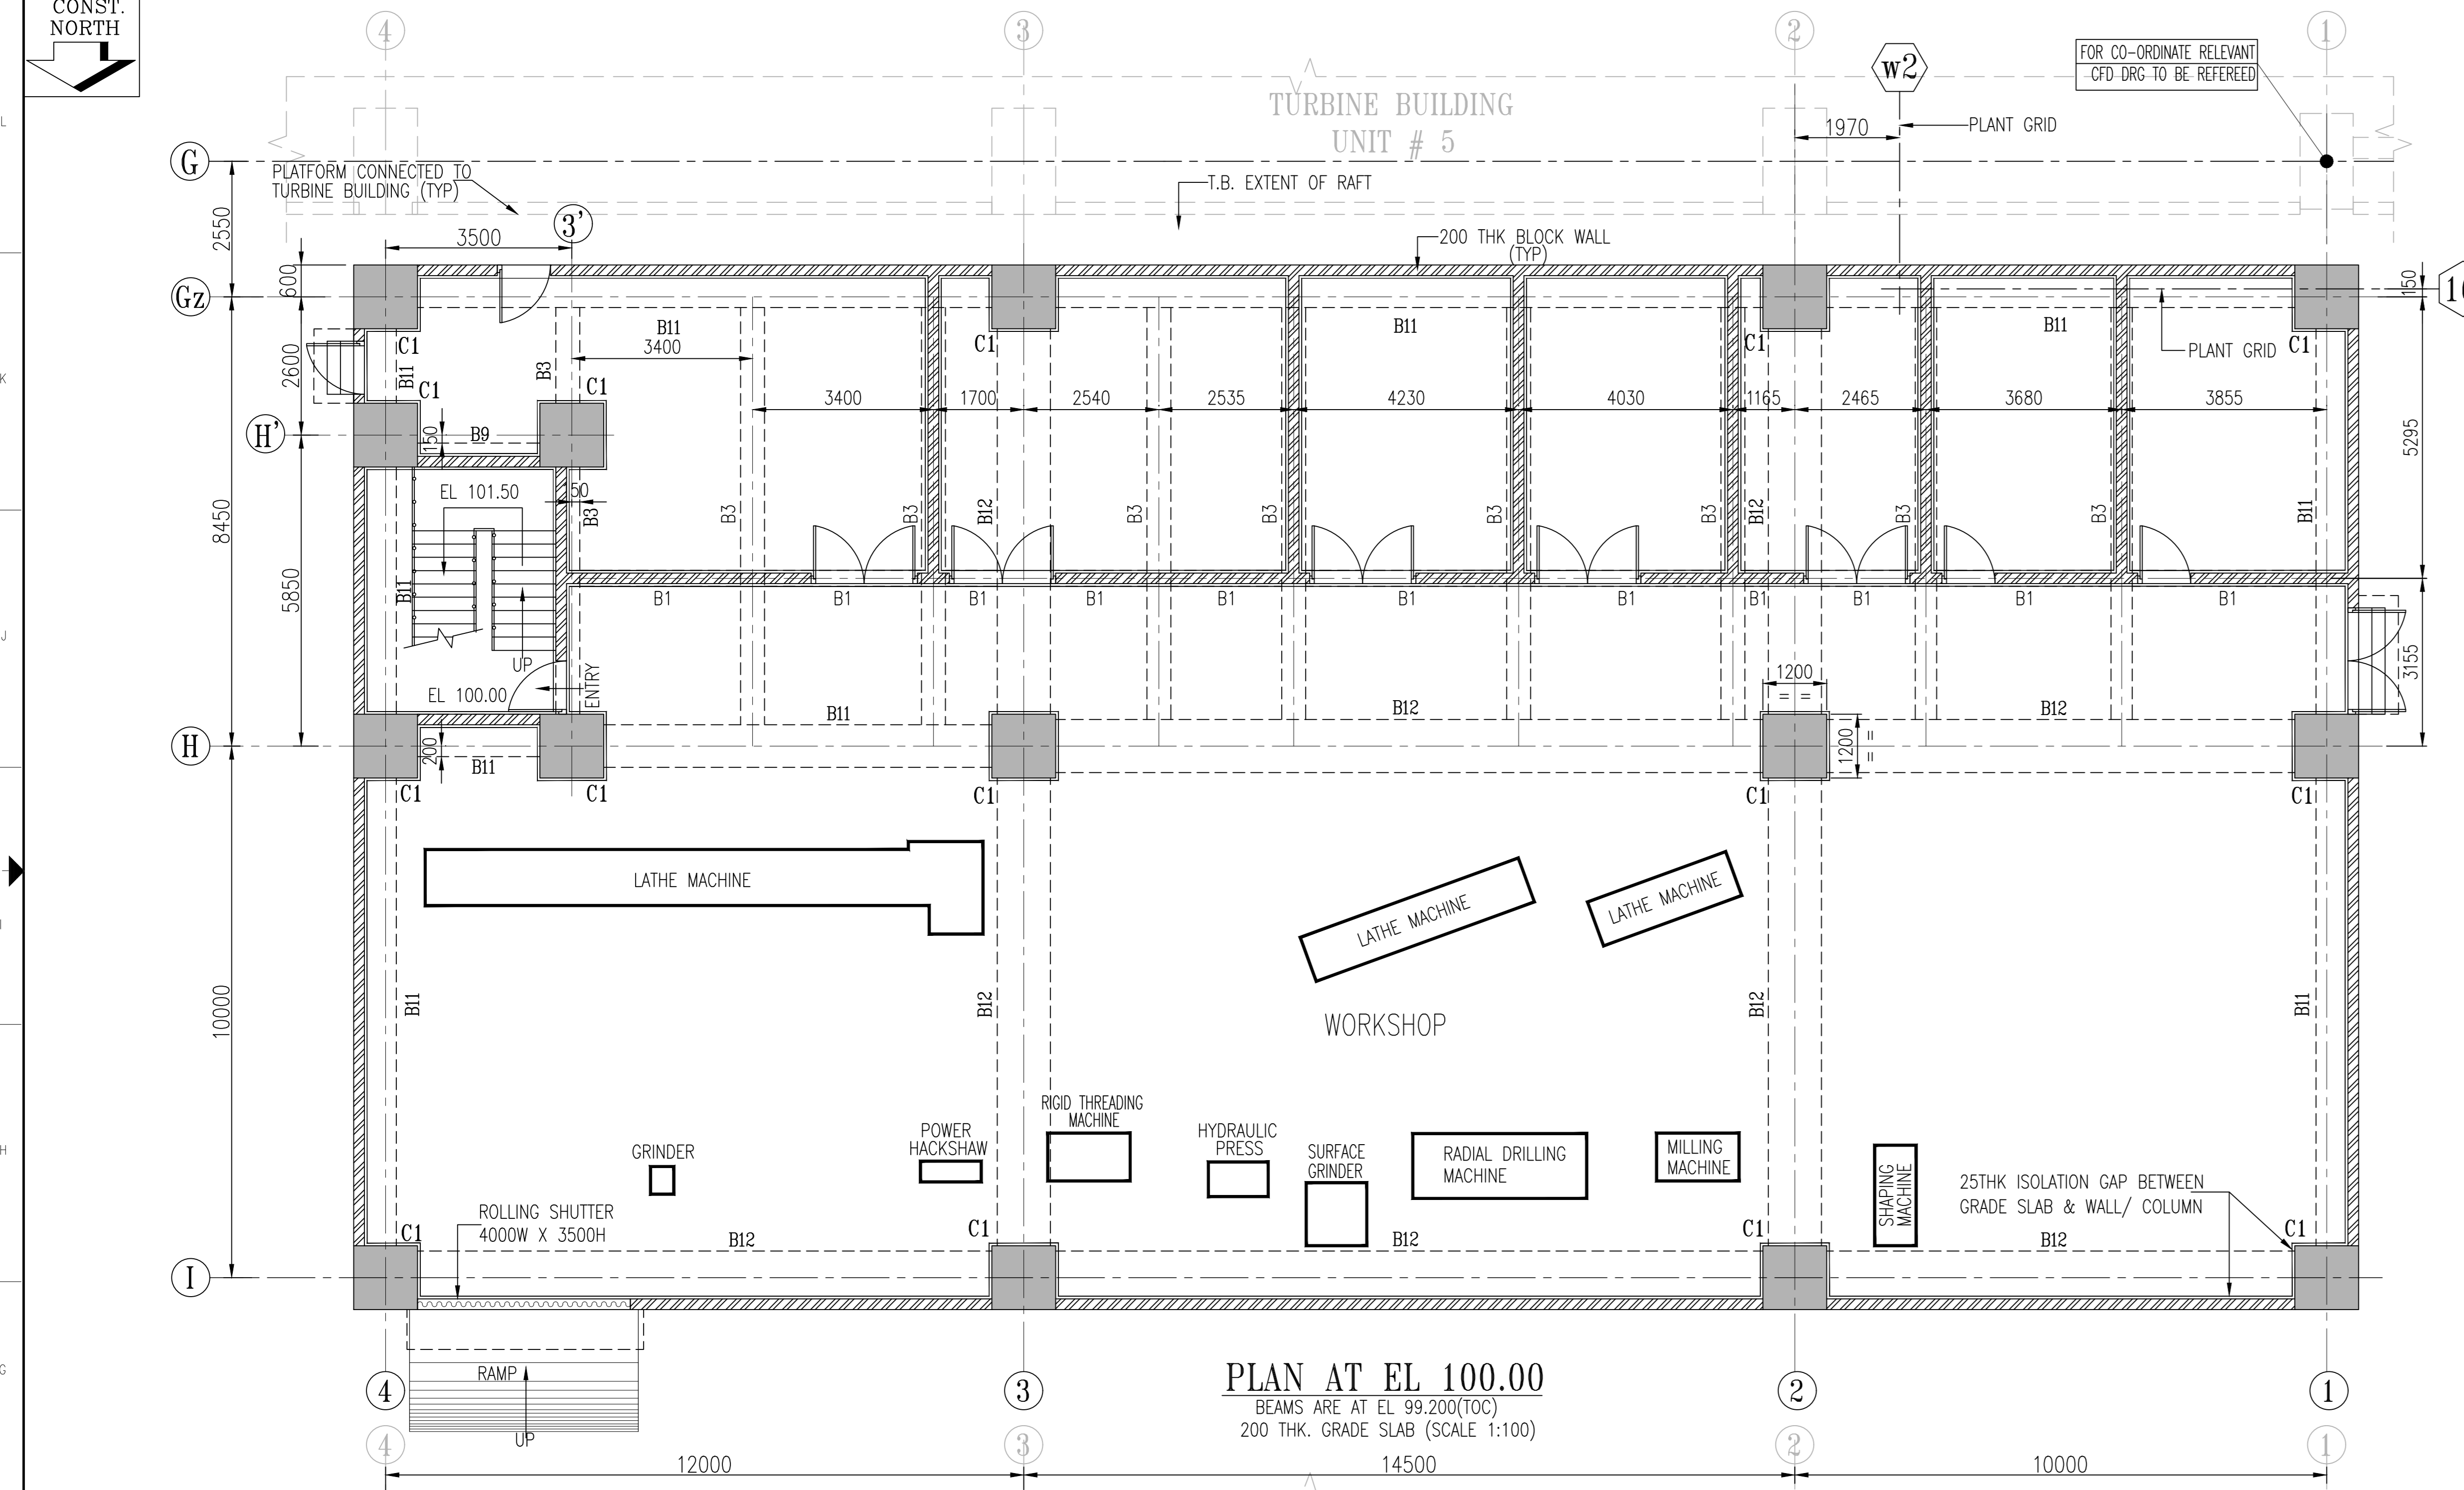 CONST.
NORTH
4
3
2
1
w2
FOR CO-ORDINATE RELEVANT
CFD DRG TO BE REFEREED
TURBINE BUILDING
UNIT # 5
1970
PLANT GRID
G
PLATFORM CONNECTED TO
TURBINE BUILDING (TYP)
T.B. EXTENT OF RAFT
L
2550
3500
3'
200 THK BLOCK WALL
(TYP)
600
Gz
150
B11
3400
B11
B11
C1
C1
C1
C1
PLANT GRID
2600
K
B11
B3
C1
C1
3400
1700
2540
2535
4230
4030
1165
2465
3680
3855
H'
150
B9
5295
EL 101.50
B3
B3
B3
B12
B3
B3
B3
B3
B12
B3
B3
B11
8450
5850
B11
B1
B1
B1
B1
B1
B1
B1
B1
B1
B1
B1
J
UP
3155
EL 100.00
ENTRY
1200
= =
B11
B12
B12
H
200
B11
1200
=
C1
C1
C1
C1
C1
LATHE MACHINE
LATHE MACHINE
LATHE MACHINE
I
10000
B11
B12
B12
B11
WORKSHOP
RIGID THREADING
MACHINE
POWER
HACKSHAW
HYDRAULIC
PRESS
GRINDER
SURFACE
GRINDER
RADIAL DRILLING
MACHINE
MILLING
MACHINE
SHAPING
MACHINE
H
25THK ISOLATION GAP BETWEEN
GRADE SLAB & WALL/ COLUMN
ROLLING SHUTTER
4000W X 3500H
C1
C1
C1
C1
B12
B12
B12
I
G
RAMP
UP
4
3
2
1
PLAN AT EL 100.00
BEAMS ARE AT EL 99.200(TOC)
200 THK. GRADE SLAB (SCALE 1:100)
4
3
2
1
12000
14500
10000